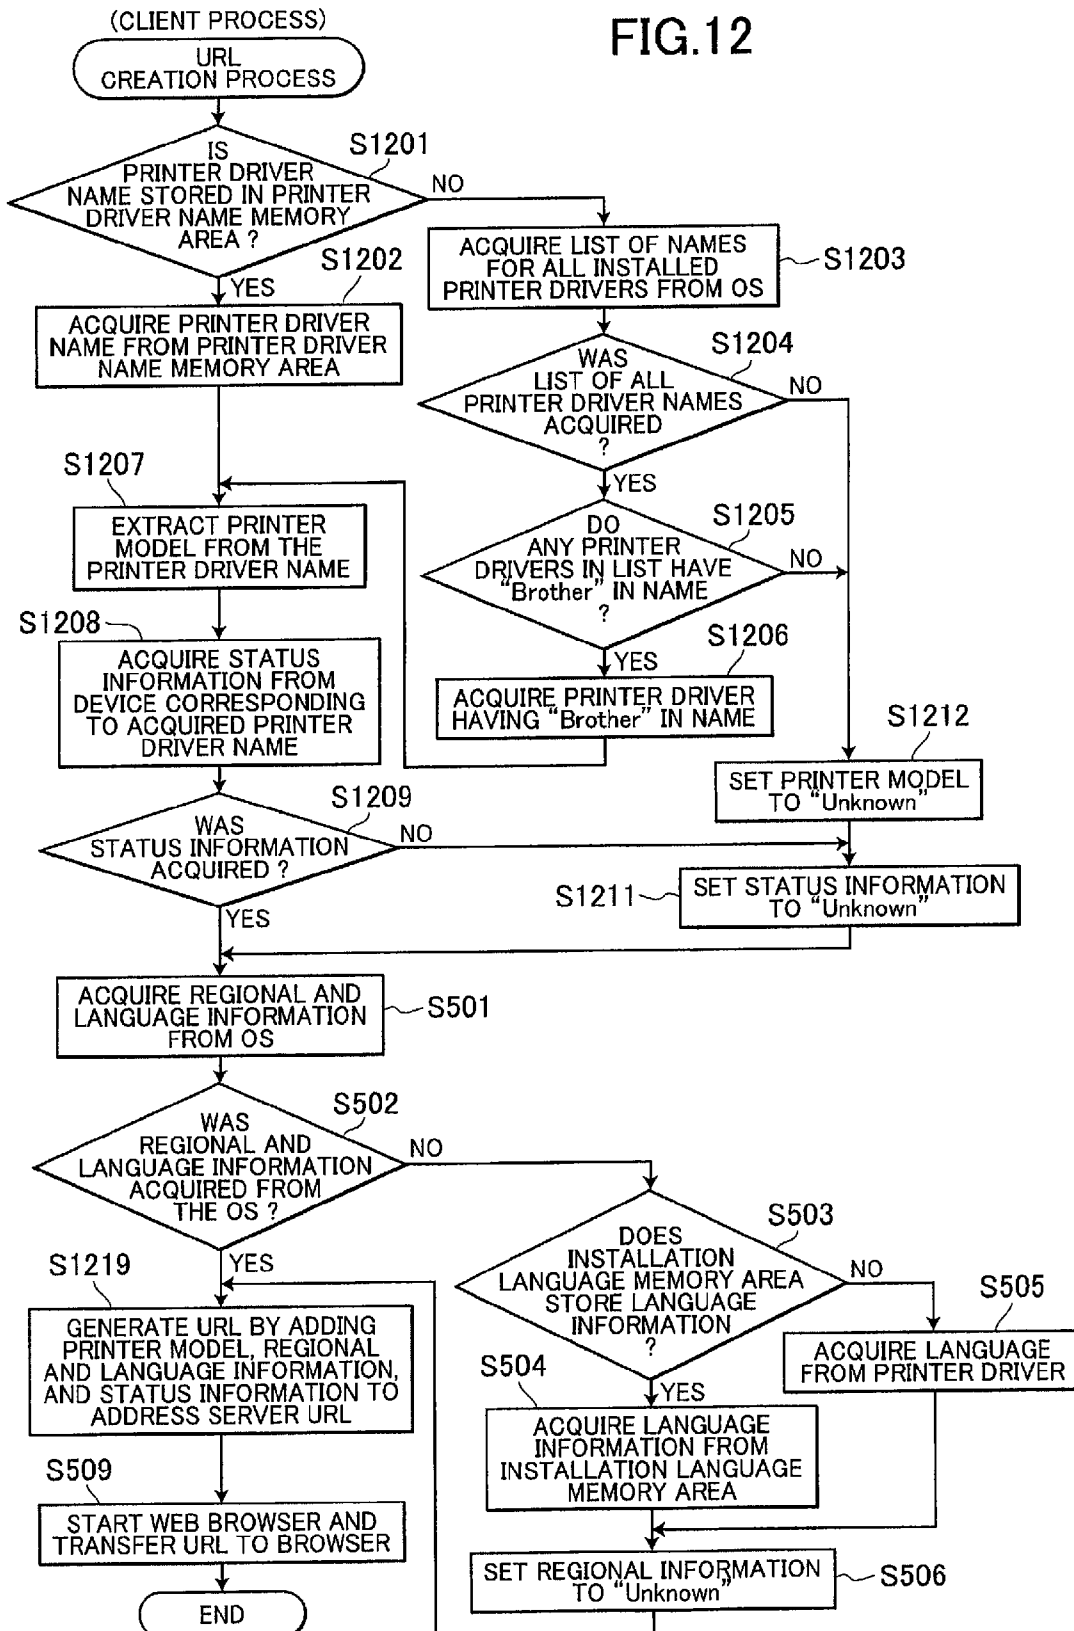 FIG.12
(CLIENT PROCESS)
URL
CREATION PROCESS
S1201
IS
PRINTER DRIVER
NAME STORED IN PRINTER
DRIVER NAME MEMORY
AREA ?
NO
YES
S1202
ACQUIRE PRINTER DRIVER
NAME FROM PRINTER DRIVER
NAME MEMORY AREA
ACQUIRE LIST OF NAMES
FOR ALL INSTALLED
PRINTER DRIVERS FROM OS
S1203
S1204
WAS
LIST OF ALL
PRINTER DRIVER NAMES
ACQUIRED
?
NO
YES
S1205
DO
ANY PRINTER
DRIVERS IN LIST HAVE
“Brother” IN NAME
?
NO
YES
S1206
ACQUIRE PRINTER DRIVER
HAVING “Brother” IN NAME
S1207
EXTRACT PRINTER
MODEL FROM THE
PRINTER DRIVER NAME
S1208
ACQUIRE STATUS
INFORMATION FROM
DEVICE CORRESPONDING
TO ACQUIRED PRINTER
DRIVER NAME
S1212
SET PRINTER MODEL
TO “Unknown”
S1209
WAS
STATUS INFORMATION
ACQUIRED ?
NO
YES
S1211
SET STATUS INFORMATION
TO “Unknown”
ACQUIRE REGIONAL AND
LANGUAGE INFORMATION
FROM OS
S501
S502
WAS
REGIONAL AND
LANGUAGE INFORMATION
ACQUIRED FROM
THE OS ?
NO
YES
S503
DOES
INSTALLATION
LANGUAGE MEMORY AREA
STORE LANGUAGE
INFORMATION
?
NO
YES
S505
ACQUIRE LANGUAGE
FROM PRINTER DRIVER
S504
ACQUIRE LANGUAGE
INFORMATION FROM
INSTALLATION LANGUAGE
MEMORY AREA
SET REGIONAL INFORMATION
TO “Unknown”
S506
S1219
GENERATE URL BY ADDING
PRINTER MODEL, REGIONAL
AND LANGUAGE INFORMATION,
AND STATUS INFORMATION TO
ADDRESS SERVER URL
S509
START WEB BROWSER AND
TRANSFER URL TO BROWSER
END